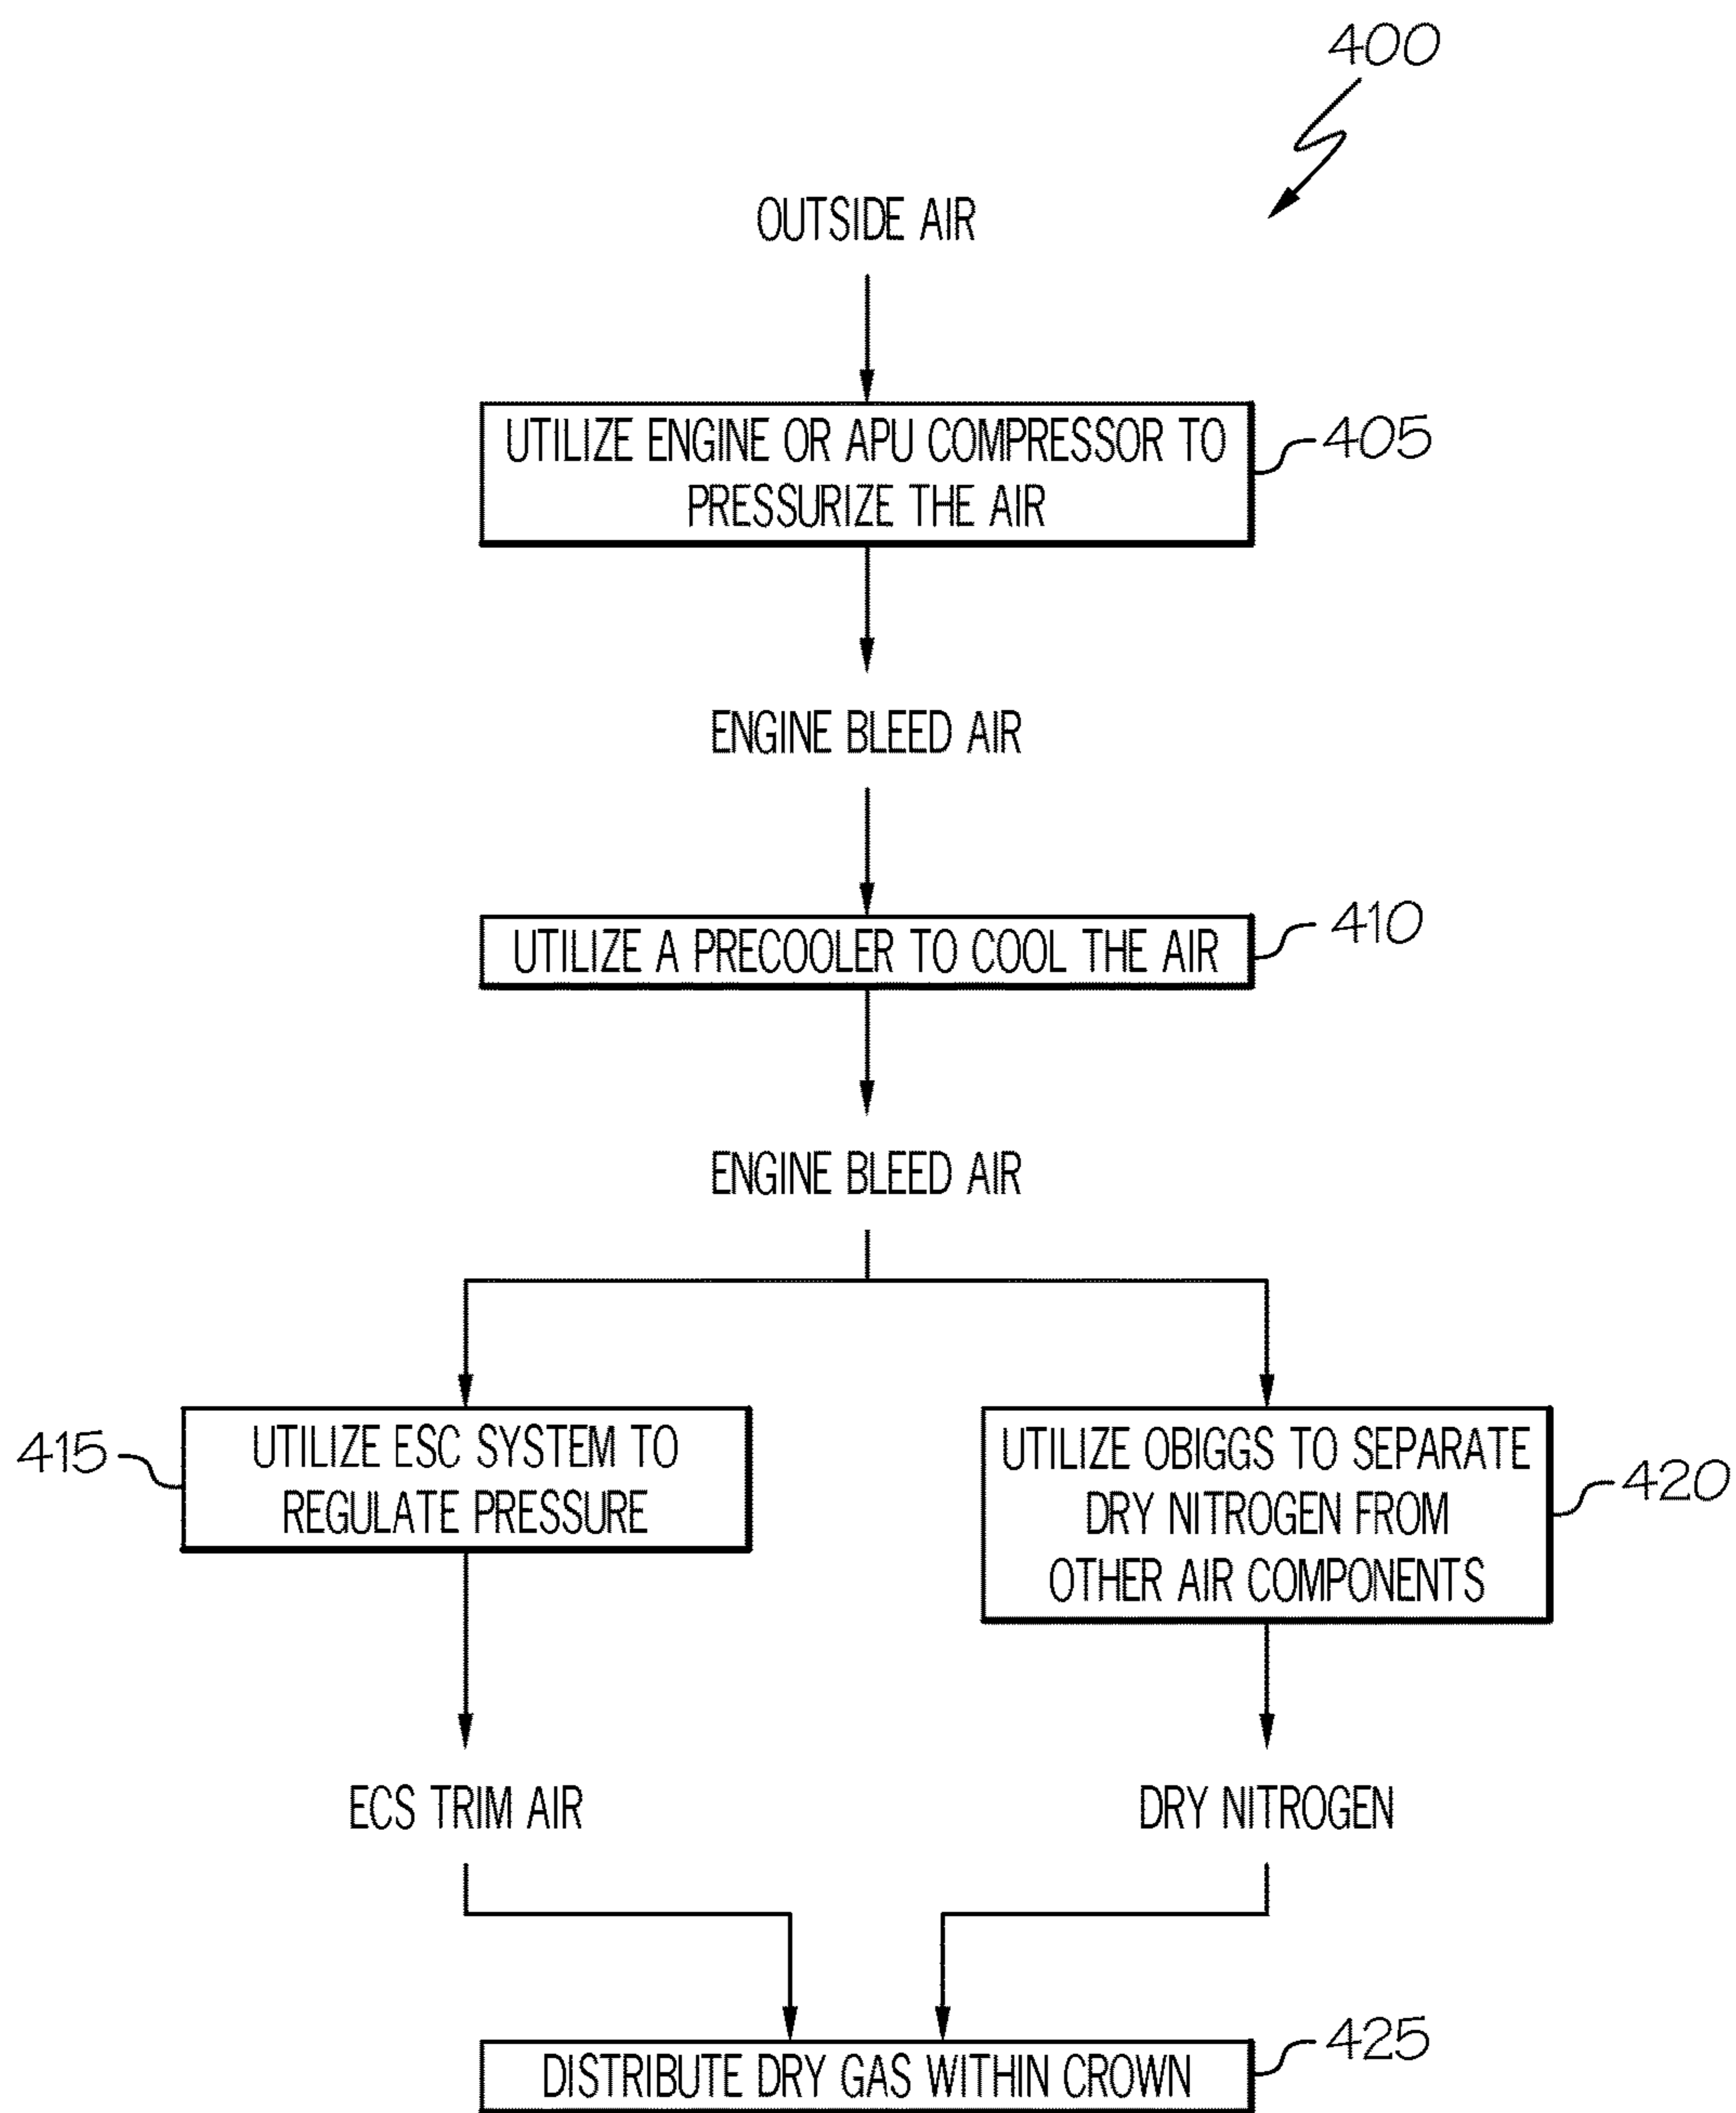 400
OUTSIDE AIR
UTILIZE ENGINE OR APU COMPRESSOR TO
PRESSURIZE THE AIR
405
ENGINE BLEED AIR
UTILIZE A PRECOOLER TO COOL THE AIR
410
ENGINE BLEED AIR
415
UTILIZE ESC SYSTEM TO
REGULATE PRESSURE
UTILIZE OBIGGS TO SEPARATE
DRY NITROGEN FROM
OTHER AIR COMPONENTS
420
ECS TRIM AIR
DRY NITROGEN
DISTRIBUTE DRY GAS WITHIN CROWN
425